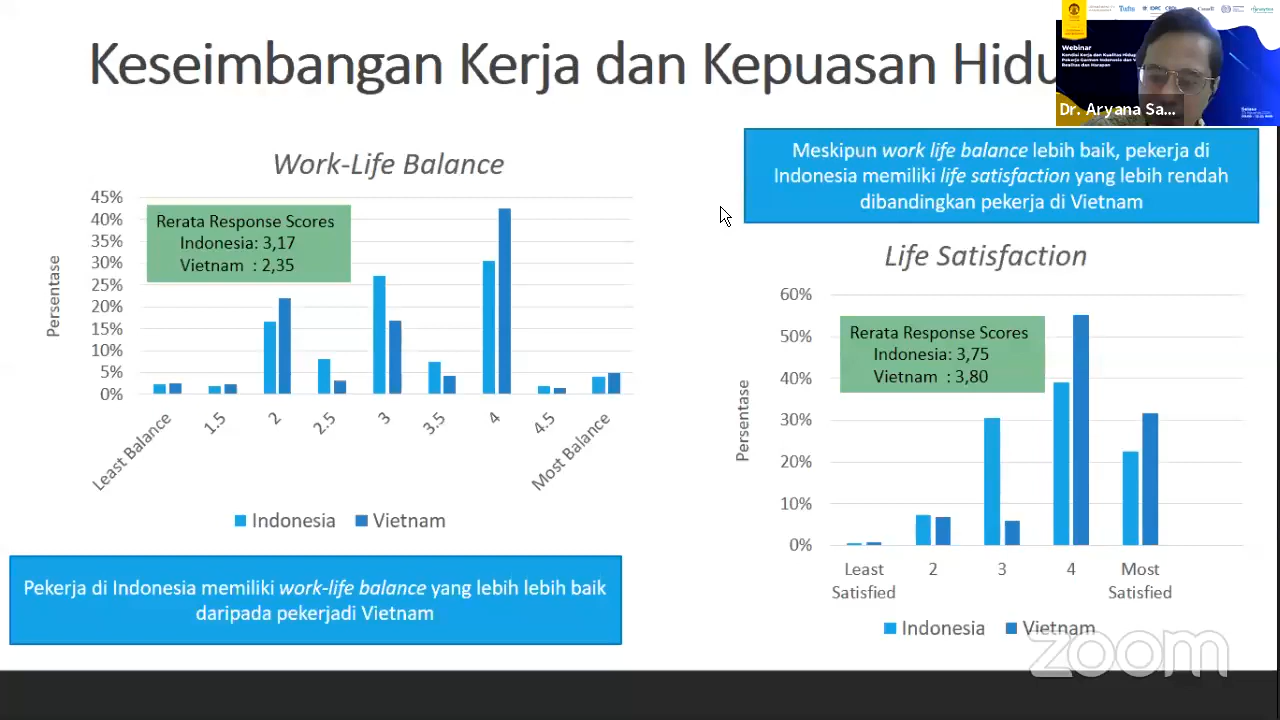 Keseimbangan Kerja dan Kepuasan Hidu
Tufts
IDRC CRDI
Canada
Webinar
Kondisi Kerja dan Kualitas Hidup
Pekerja Garmen Indonesia dan V
Realitas dan Harapan
Dr. Aryana Sa...
Work-Life Balance
45%
40%
35%
30%
25%
20%
15%
10%
5%
0%
Persentase
Rerata Response Scores
Indonesia: 3,17
Vietnam : 2,35
Least Balance
1.5
2
2.5
3
3.5
4
4.5
Most Balance
Indonesia
Vietnam
Pekerja di Indonesia memiliki work-life balance yang lebih lebih baik
daripada pekerjadi Vietnam
Meskipun work life balance lebih baik, pekerja di
Indonesia memiliki life satisfaction yang lebih rendah
dibandingkan pekerja di Vietnam
Life Satisfaction
60%
50%
40%
30%
20%
10%
0%
Persentase
Rerata Response Scores
Indonesia: 3,75
Vietnam : 3,80
Least
Satisfied
2
3
4
Most
Satisfied
Indonesia
Vietnam
zoom